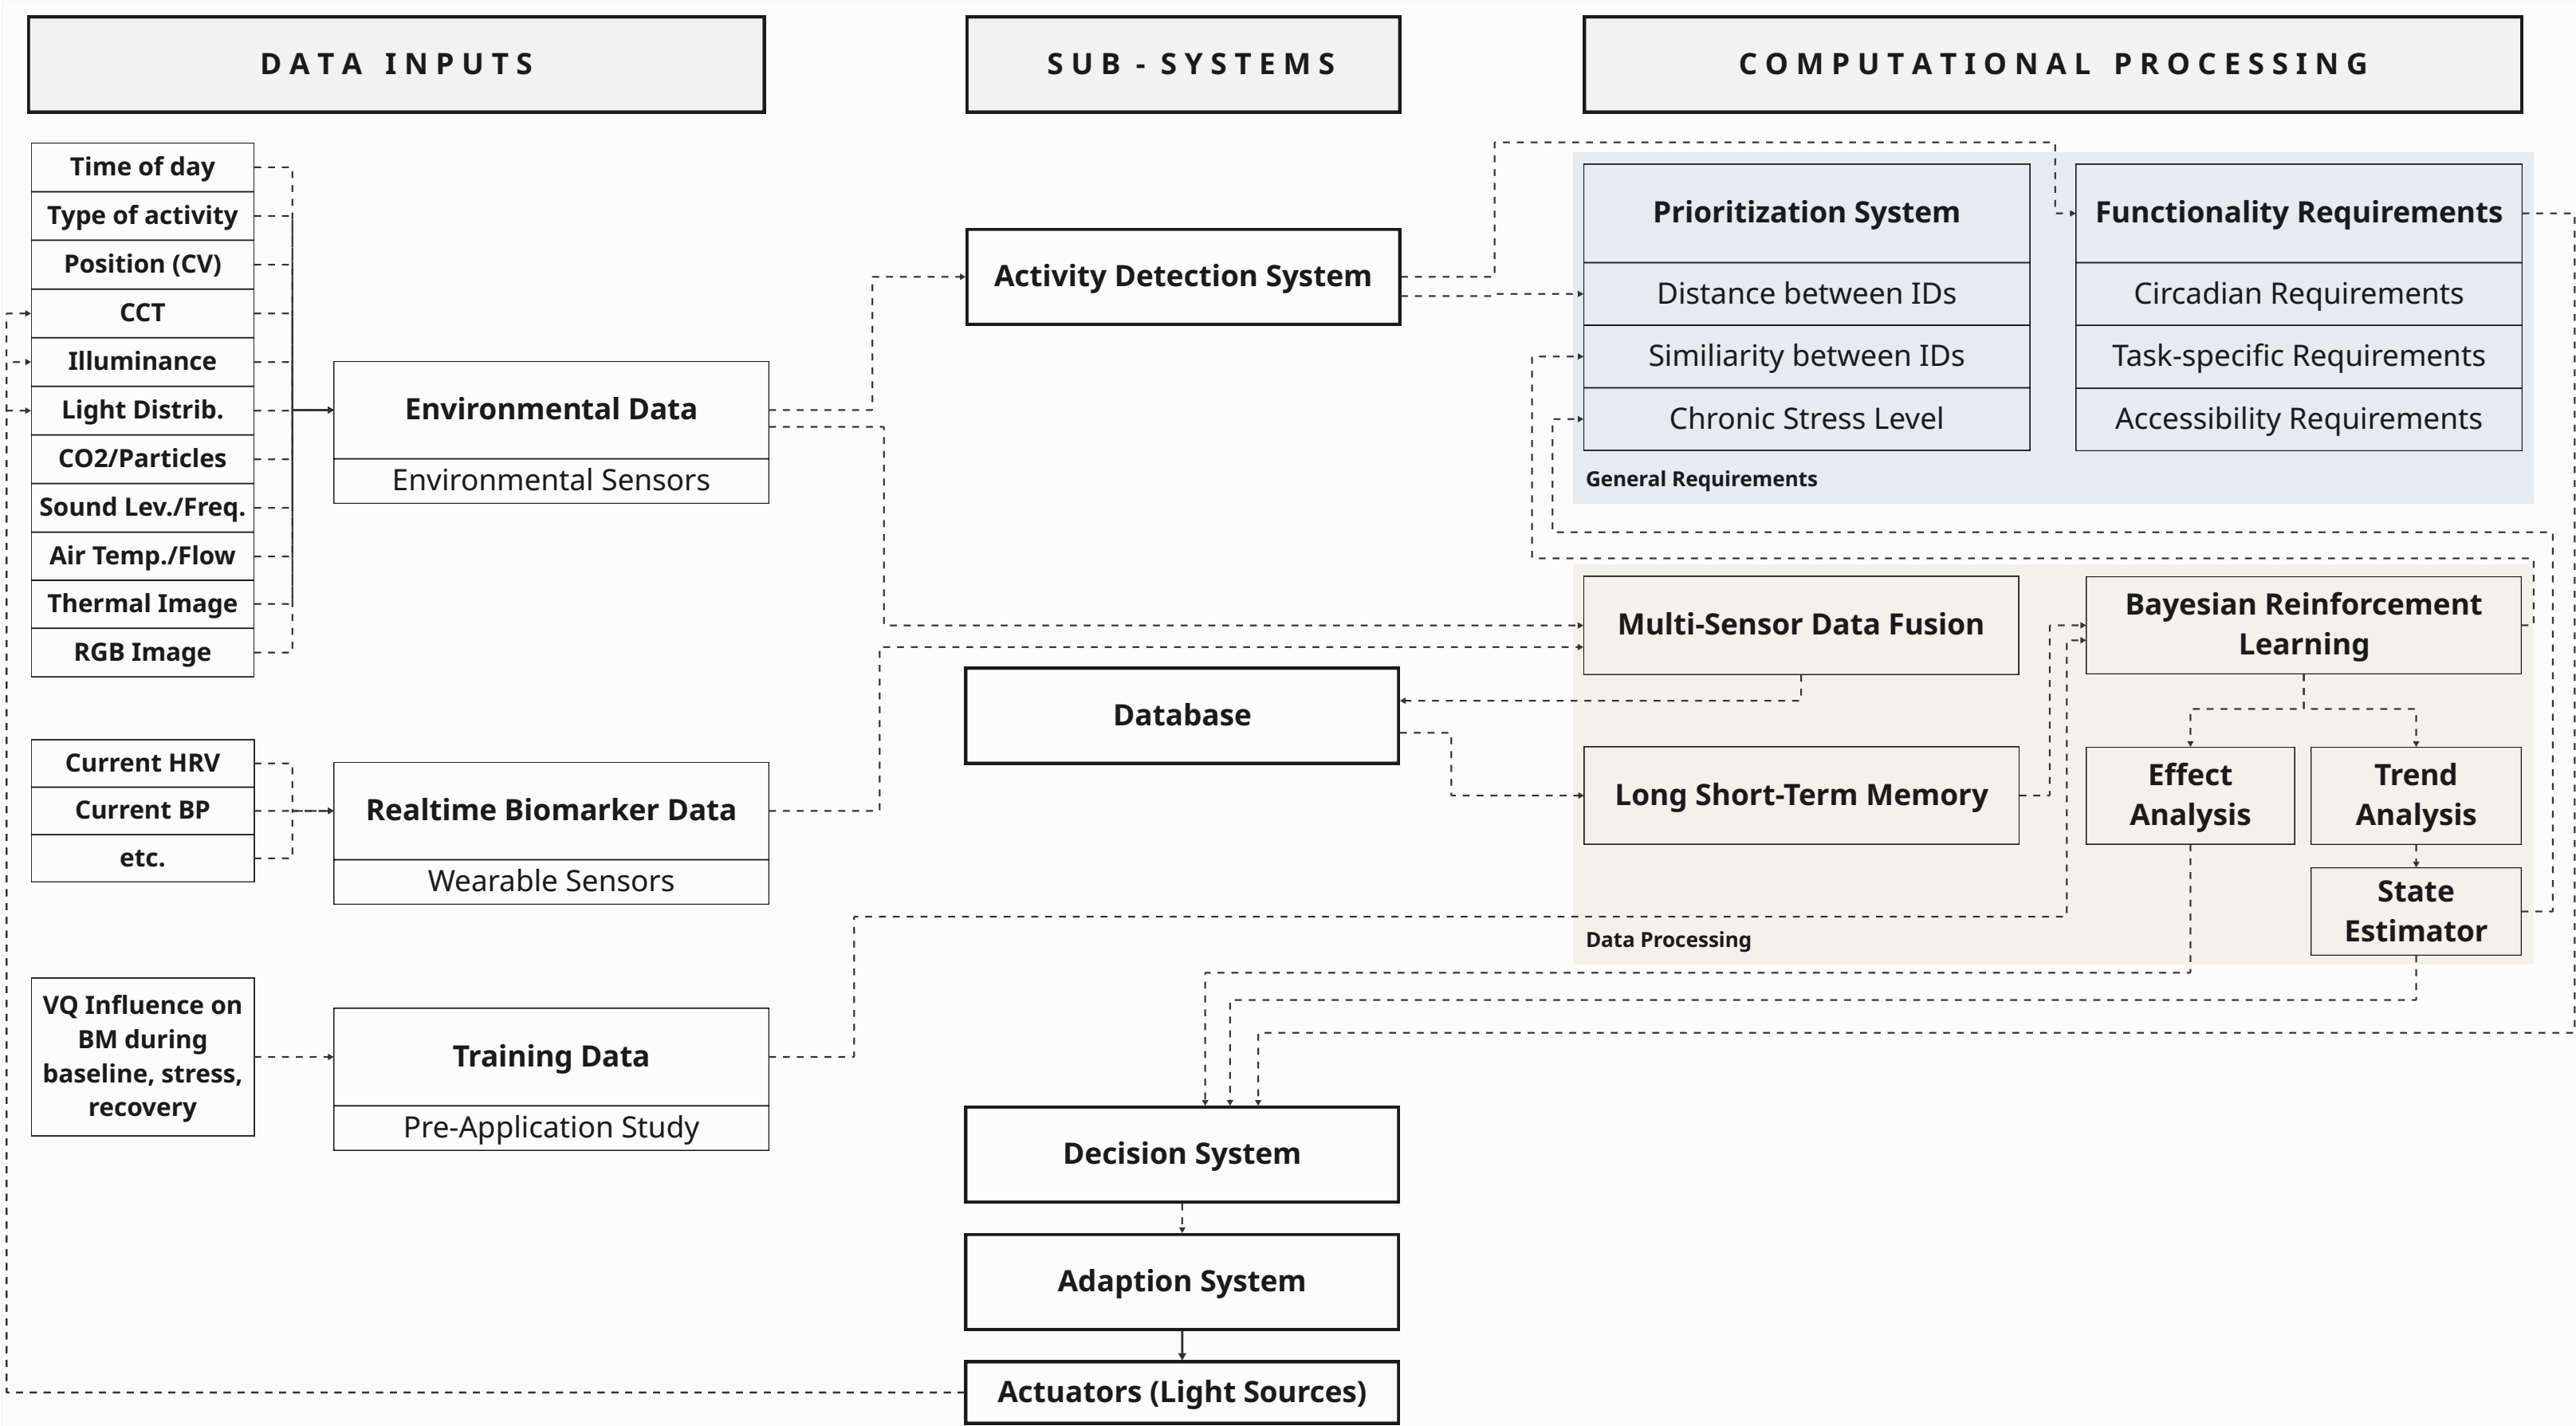 DATA INPUTS
SUB - SYSTEMS
COMPUTATIONAL PROCESSING
Time of day
Type of activity
Position (CV)
CCT
Illuminance
Light Distrib.
CO2/Particles
Sound Lev./Freq.
Air Temp./Flow
Thermal Image
RGB Image
Environmental Data
Environmental Sensors
Current HRV
Current BP
etc.
Realtime Biomarker Data
Wearable Sensors
VQ Influence on
BM during
baseline, stress,
recovery
Training Data
Pre-Application Study
Activity Detection System
Database
Decision System
Adaption System
Actuators (Light Sources)
Prioritization System
Distance between IDs
Similiarity between IDs
Chronic Stress Level
Functionality Requirements
Circadian Requirements
Task-specific Requirements
Accessibility Requirements
General Requirements
Multi-Sensor Data Fusion
Long Short-Term Memory
Bayesian Reinforcement
Learning
Effect
Analysis
Trend
Analysis
State
Estimator
Data Processing